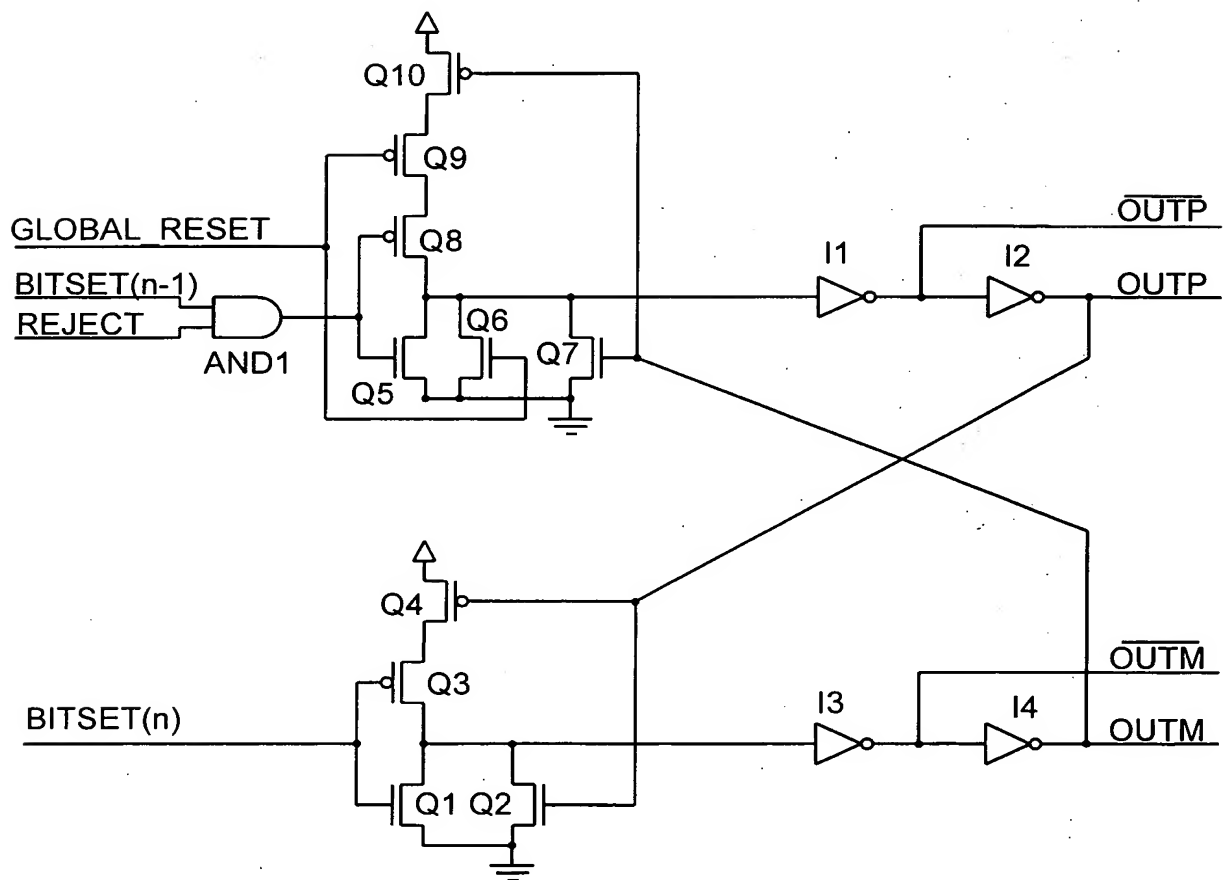 Q10
Q9
GLOBAL_RESET
Q8
OUTP
I1
I2
BITSET(n-1)
OUTP
REJECT
Q6
AND1
Q7
Q5
Q4
Q3
OUTM
I3
I4
BITSET(n)
OUTM
Q1
Q2